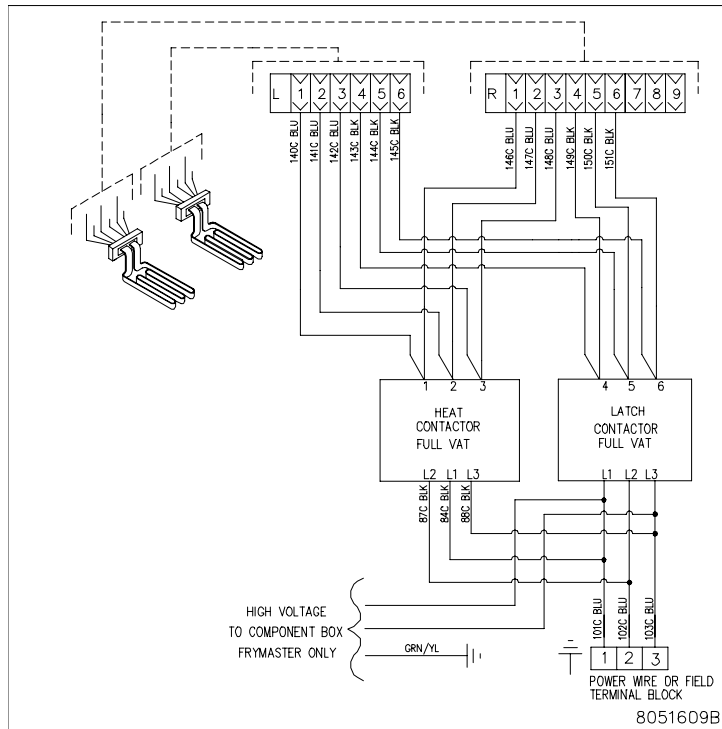 L 1 2 3 4 5 6
R 1 2 3 4 5 6 7 8 9
140C BLU
141C BLU
142C BLU
143C BLK
144C BLK
145C BLK
146C BLU
147C BLU
148C BLU
149C BLK
150C BLK
151C BLK
1 2 3
HEAT
CONTACTOR
FULL VAT
L2 L1 L3
4 5 6
LATCH
CONTACTOR
FULL VAT
L1 L2 L3
87C BLK
84C BLK
88C BLK
HIGH VOLTAGE
TO COMPONENT BOX
FRYMASTER ONLY
GRN/YL
101C BLU
102C BLU
103C BLU
1 2 3
POWER WIRE OR FIELD
TERMINAL BLOCK
8051609B